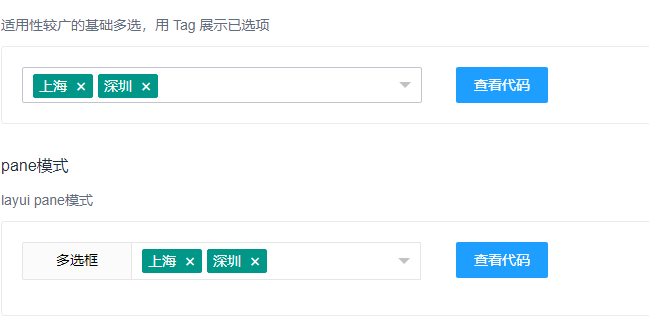 适用性较广的基础多选，用 Tag 展示已选项
上海 × 深圳 × 查看代码
pane模式
layui pane模式
多选框 上海 × 深圳 × 查看代码